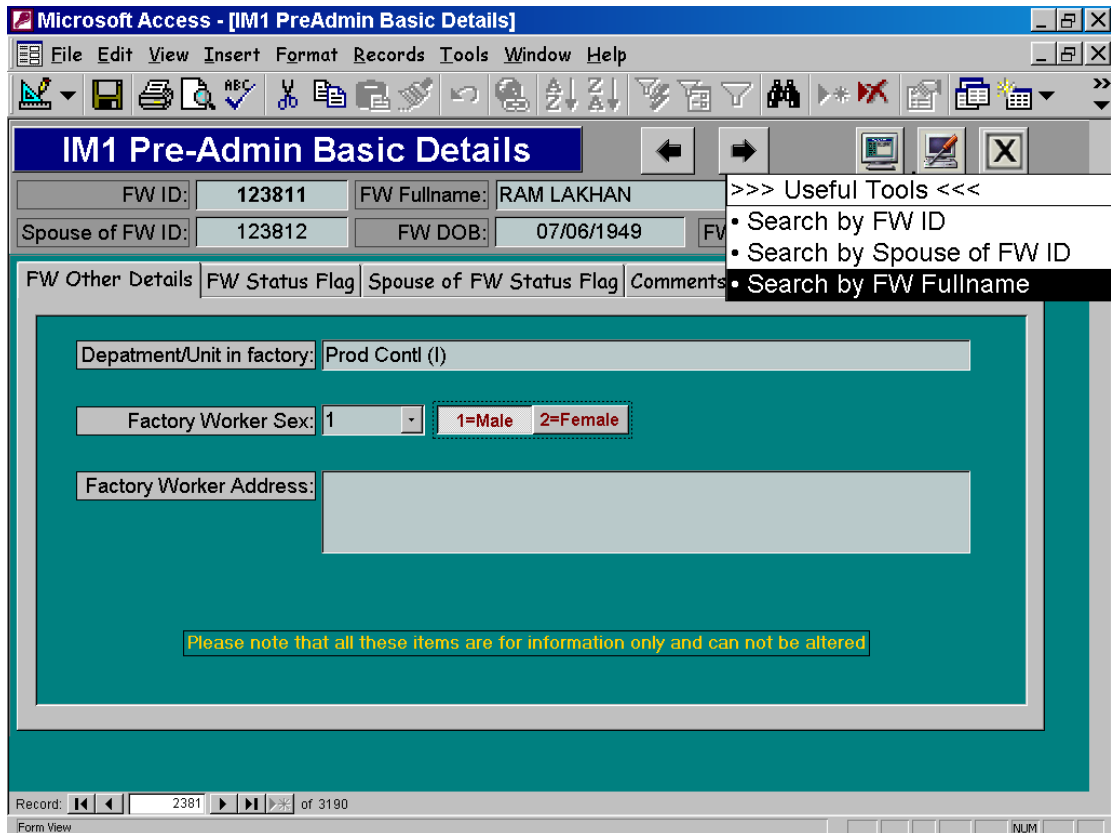 Microsoft Access - [IM1 PreAdmin Basic Details]
File Edit View Insert Format Records Tools Window Help
IM1 Pre-Admin Basic Details
FW ID: 123811 FW Fullname: RAM LAKHAN
>>> Useful Tools <<<
• Search by FW ID
• Search by Spouse of FW ID
• Search by FW Fullname
Spouse of FW ID: 123812 FW DOB: 07/06/1949 FW
FW Other Details FW Status Flag Spouse of FW Status Flag Comments
Depatment/Unit in factory: Prod Contl (I)
Factory Worker Sex: 1 1=Male 2=Female
Factory Worker Address:
Please note that all these items are for information only and can not be altered
Record: 2381 of 3190
Form View NUM